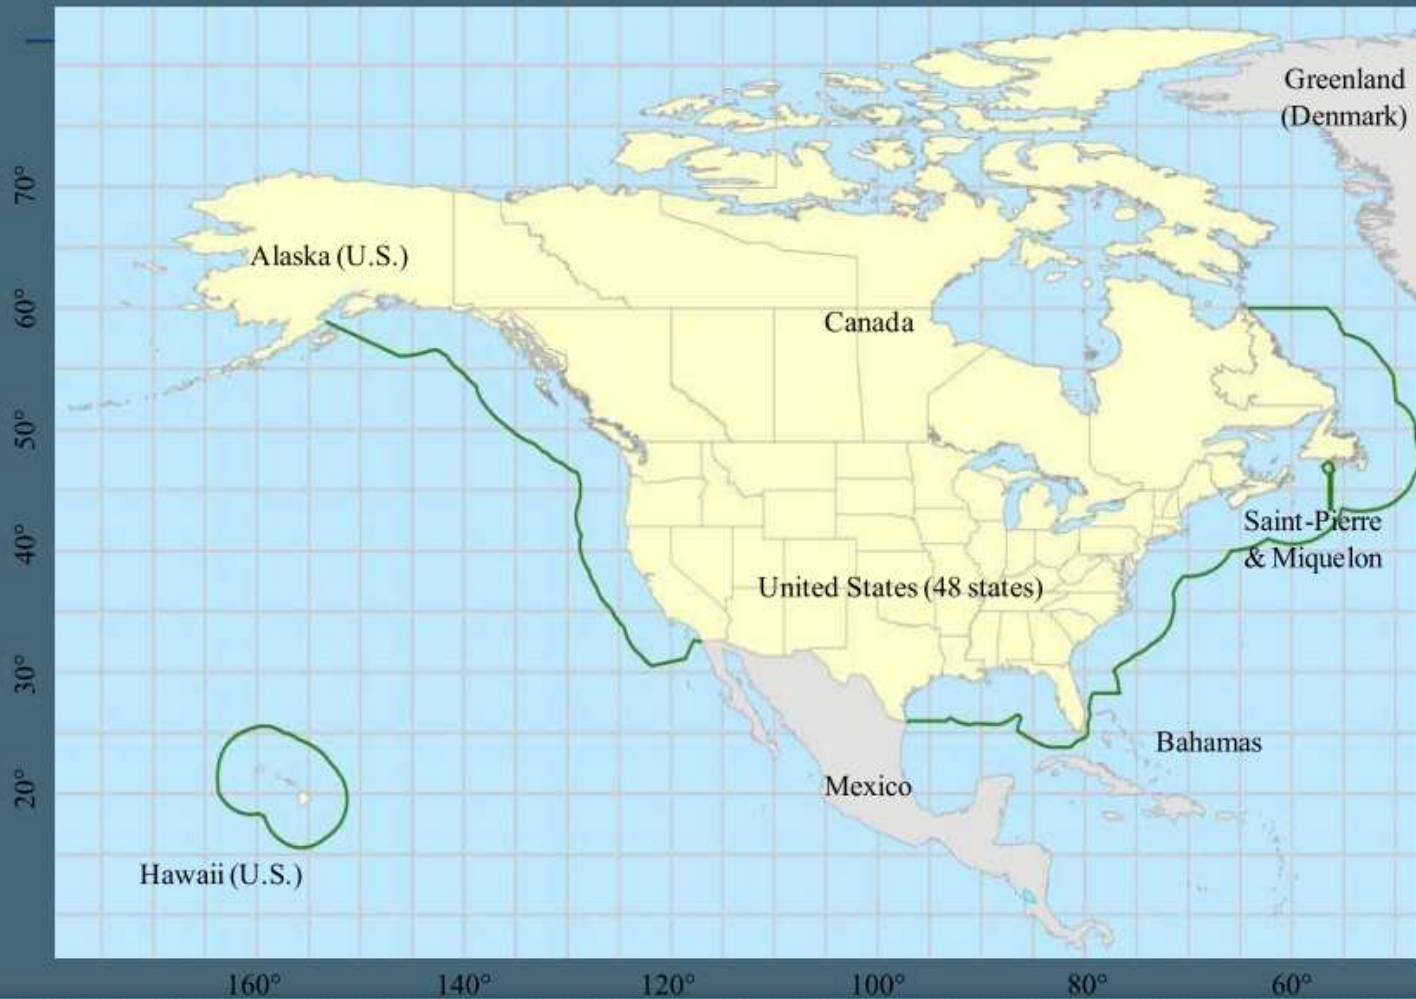 Greenland
(Denmark)
70°
Alaska (U.S.)
60°
Canada
50°
Saint-Pierre
& Miquelon
40°
United States (48 states)
30°
Bahamas
20°
Mexico
Hawaii (U.S.)
160° 140° 120° 100° 80° 60°